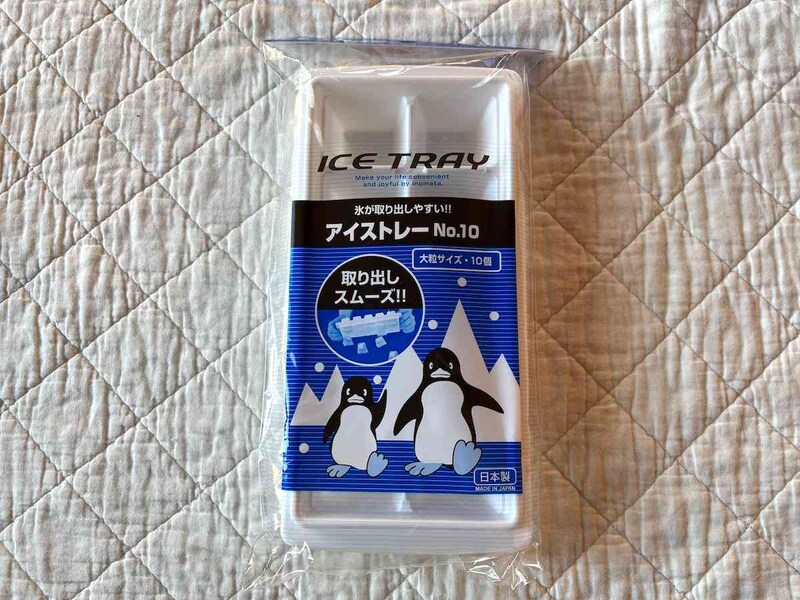 ICE TRAY
Make your life convenient
and joyful by Inomata.
氷が取り出しやすい!!
アイストレー No.10
大粒サイズ・10個
取り出し
スムーズ!!
日本製
MADE IN JAPAN